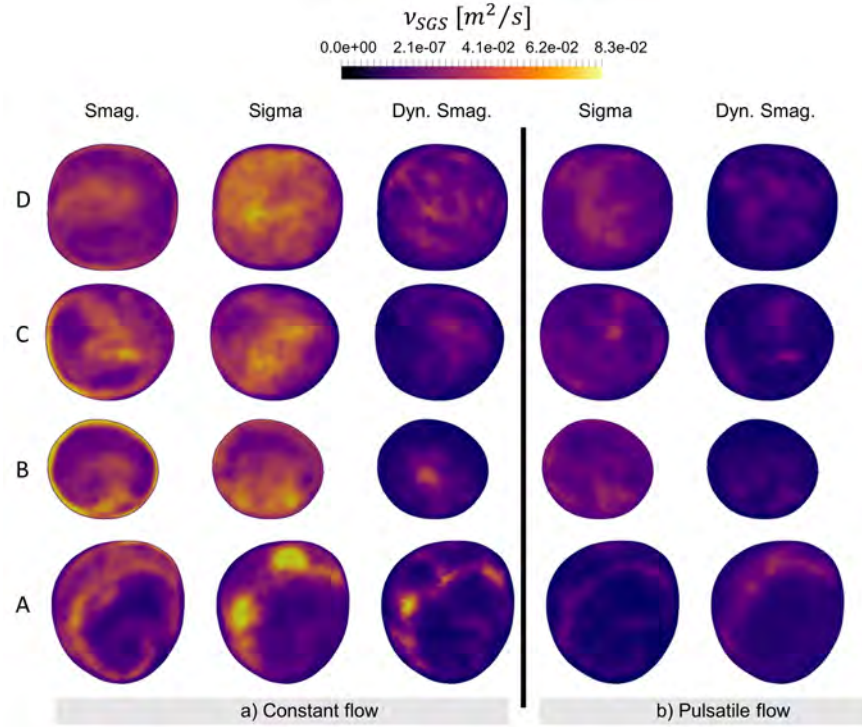 ν_SGS [m²/s]
0.0e+00 2.1e-07 4.1e-02 6.2e-02 8.3e-02
Smag. Sigma Dyn. Smag. Sigma Dyn. Smag.
D
C
B
A
a) Constant flow b) Pulsatile flow